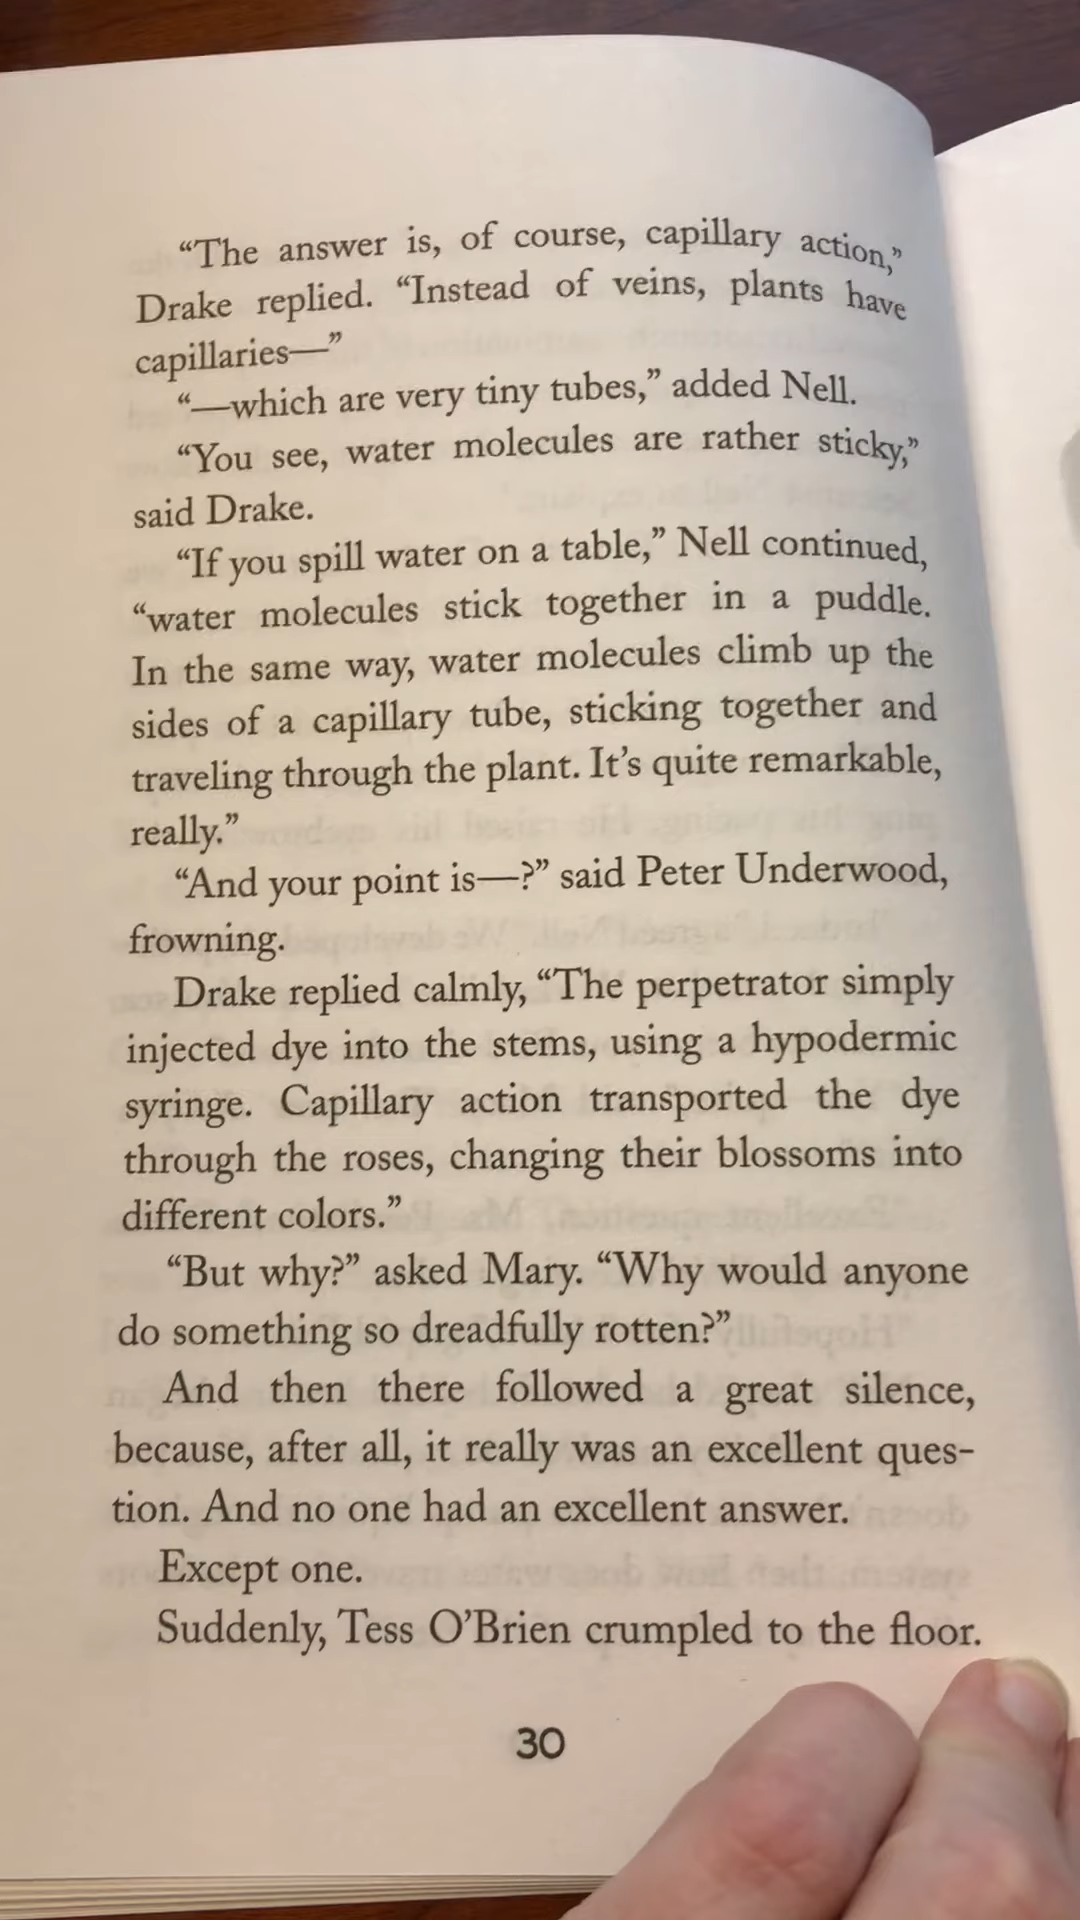 “The answer is, of course, capillary action,”
Drake replied. “Instead of veins, plants have
capillaries—”
“—which are very tiny tubes,” added Nell.
“You see, water molecules are rather sticky,”
said Drake.
“If you spill water on a table,” Nell continued,
“water molecules stick together in a puddle.
In the same way, water molecules climb up the
sides of a capillary tube, sticking together and
traveling through the plant. It’s quite remarkable,
really.”
“And your point is—?” said Peter Underwood,
frowning.
Drake replied calmly, “The perpetrator simply
injected dye into the stems, using a hypodermic
syringe. Capillary action transported the dye
through the roses, changing their blossoms into
different colors.”
“But why?” asked Mary. “Why would anyone
do something so dreadfully rotten?”
And then there followed a great silence,
because, after all, it really was an excellent ques-
tion. And no one had an excellent answer.
Except one.
Suddenly, Tess O’Brien crumpled to the floor.
30